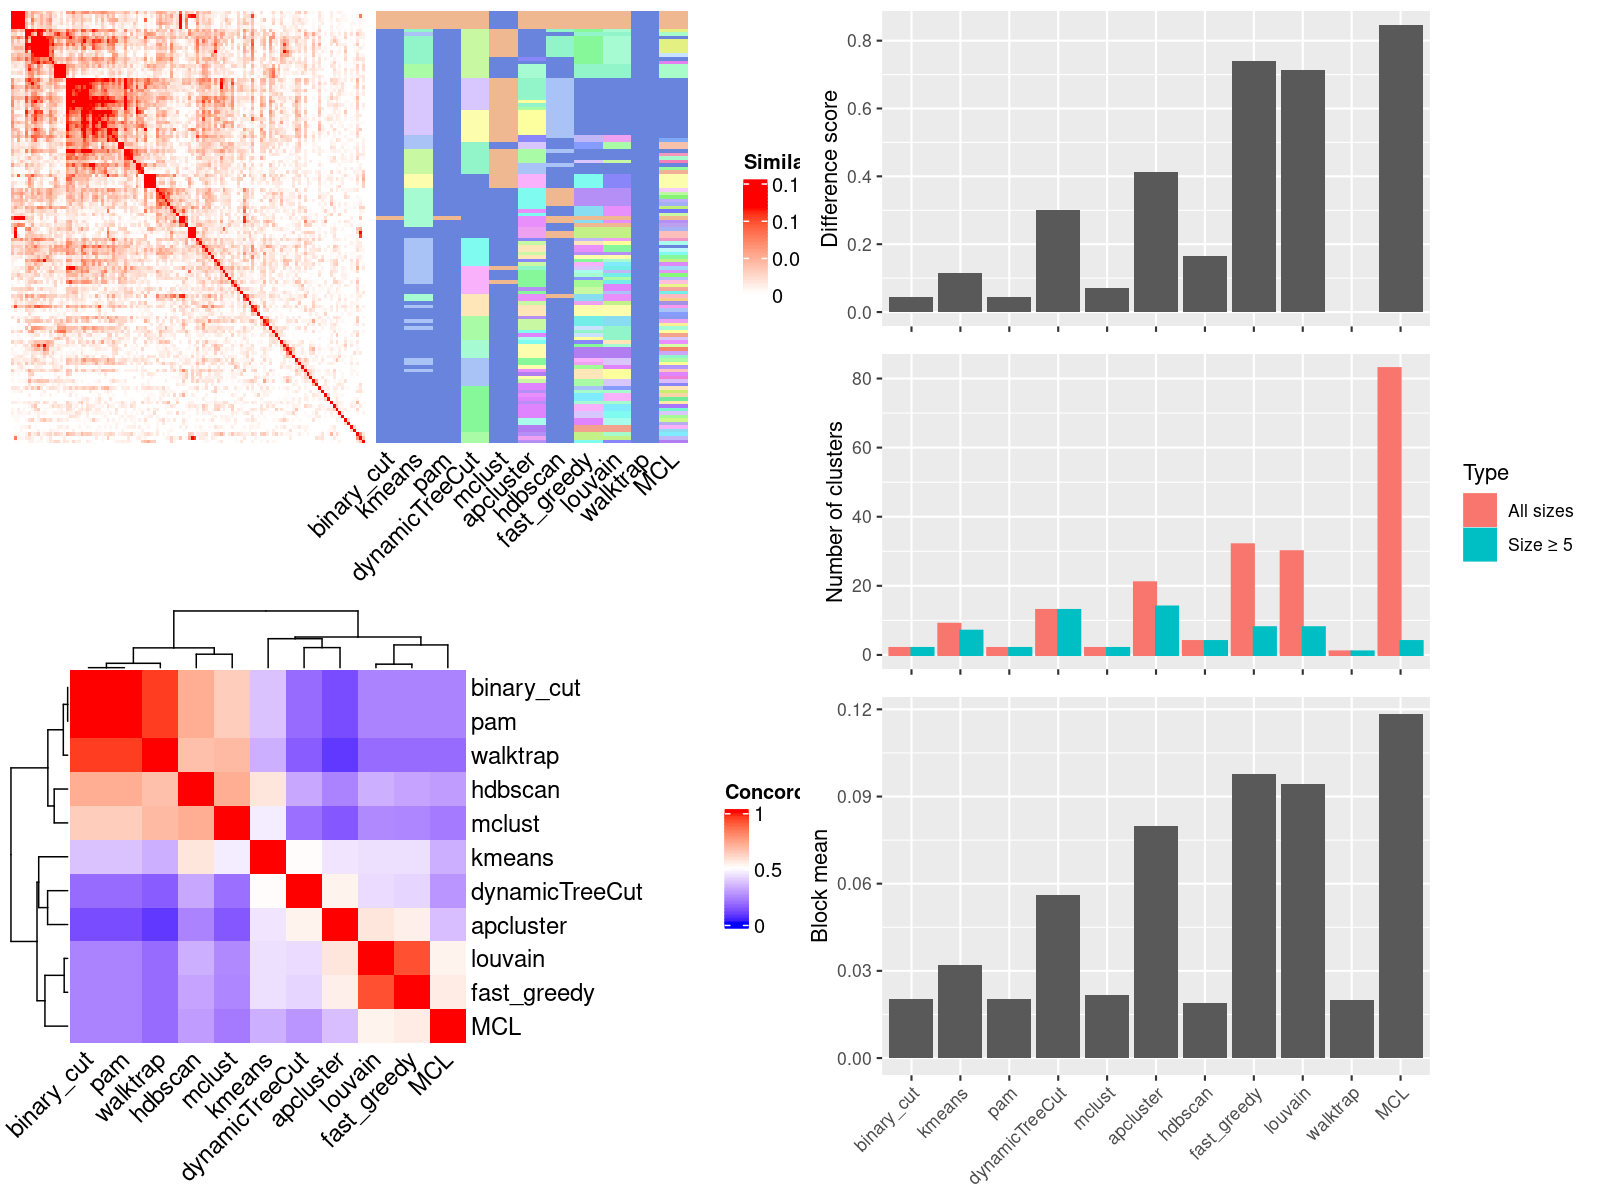 Simila
0.1
0.1
0.0
0
binary_cut
kmeans
pam
dynamicTreeCut
mclust
apcluster
hdbscan
fast_greedy
louvain
walktrap
MCL
binary_cut
pam
walktrap
hdbscan
mclust
kmeans
dynamicTreeCut
apcluster
louvain
fast_greedy
MCL
binary_cut
pam
walktrap
hdbscan
mclust
kmeans
dynamicTreeCut
apcluster
louvain
fast_greedy
MCL
Concord
1
0.5
0
Difference score
0.8
0.6
0.4
0.2
0.0
Number of clusters
80
60
40
20
0
Type
All sizes
Size ≥ 5
Block mean
0.12
0.09
0.06
0.03
0.00
binary_cut
kmeans
pam
dynamicTreeCut
mclust
apcluster
hdbscan
fast_greedy
louvain
walktrap
MCL